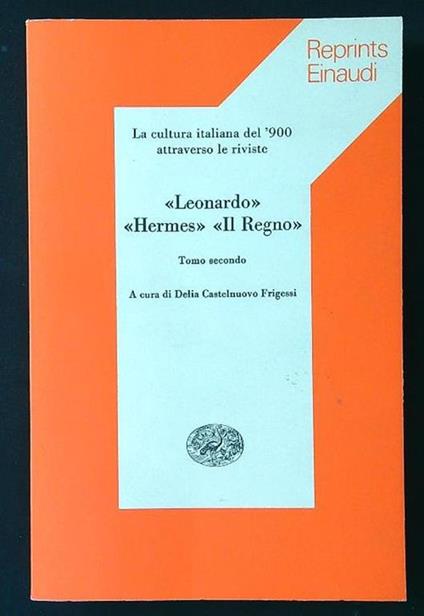 Reprints
Einaudi
La cultura italiana del '900
attraverso le riviste
«Leonardo»
«Hermes» «Il Regno»
Tomo secondo
A cura di Delia Castelnuovo Frigessi